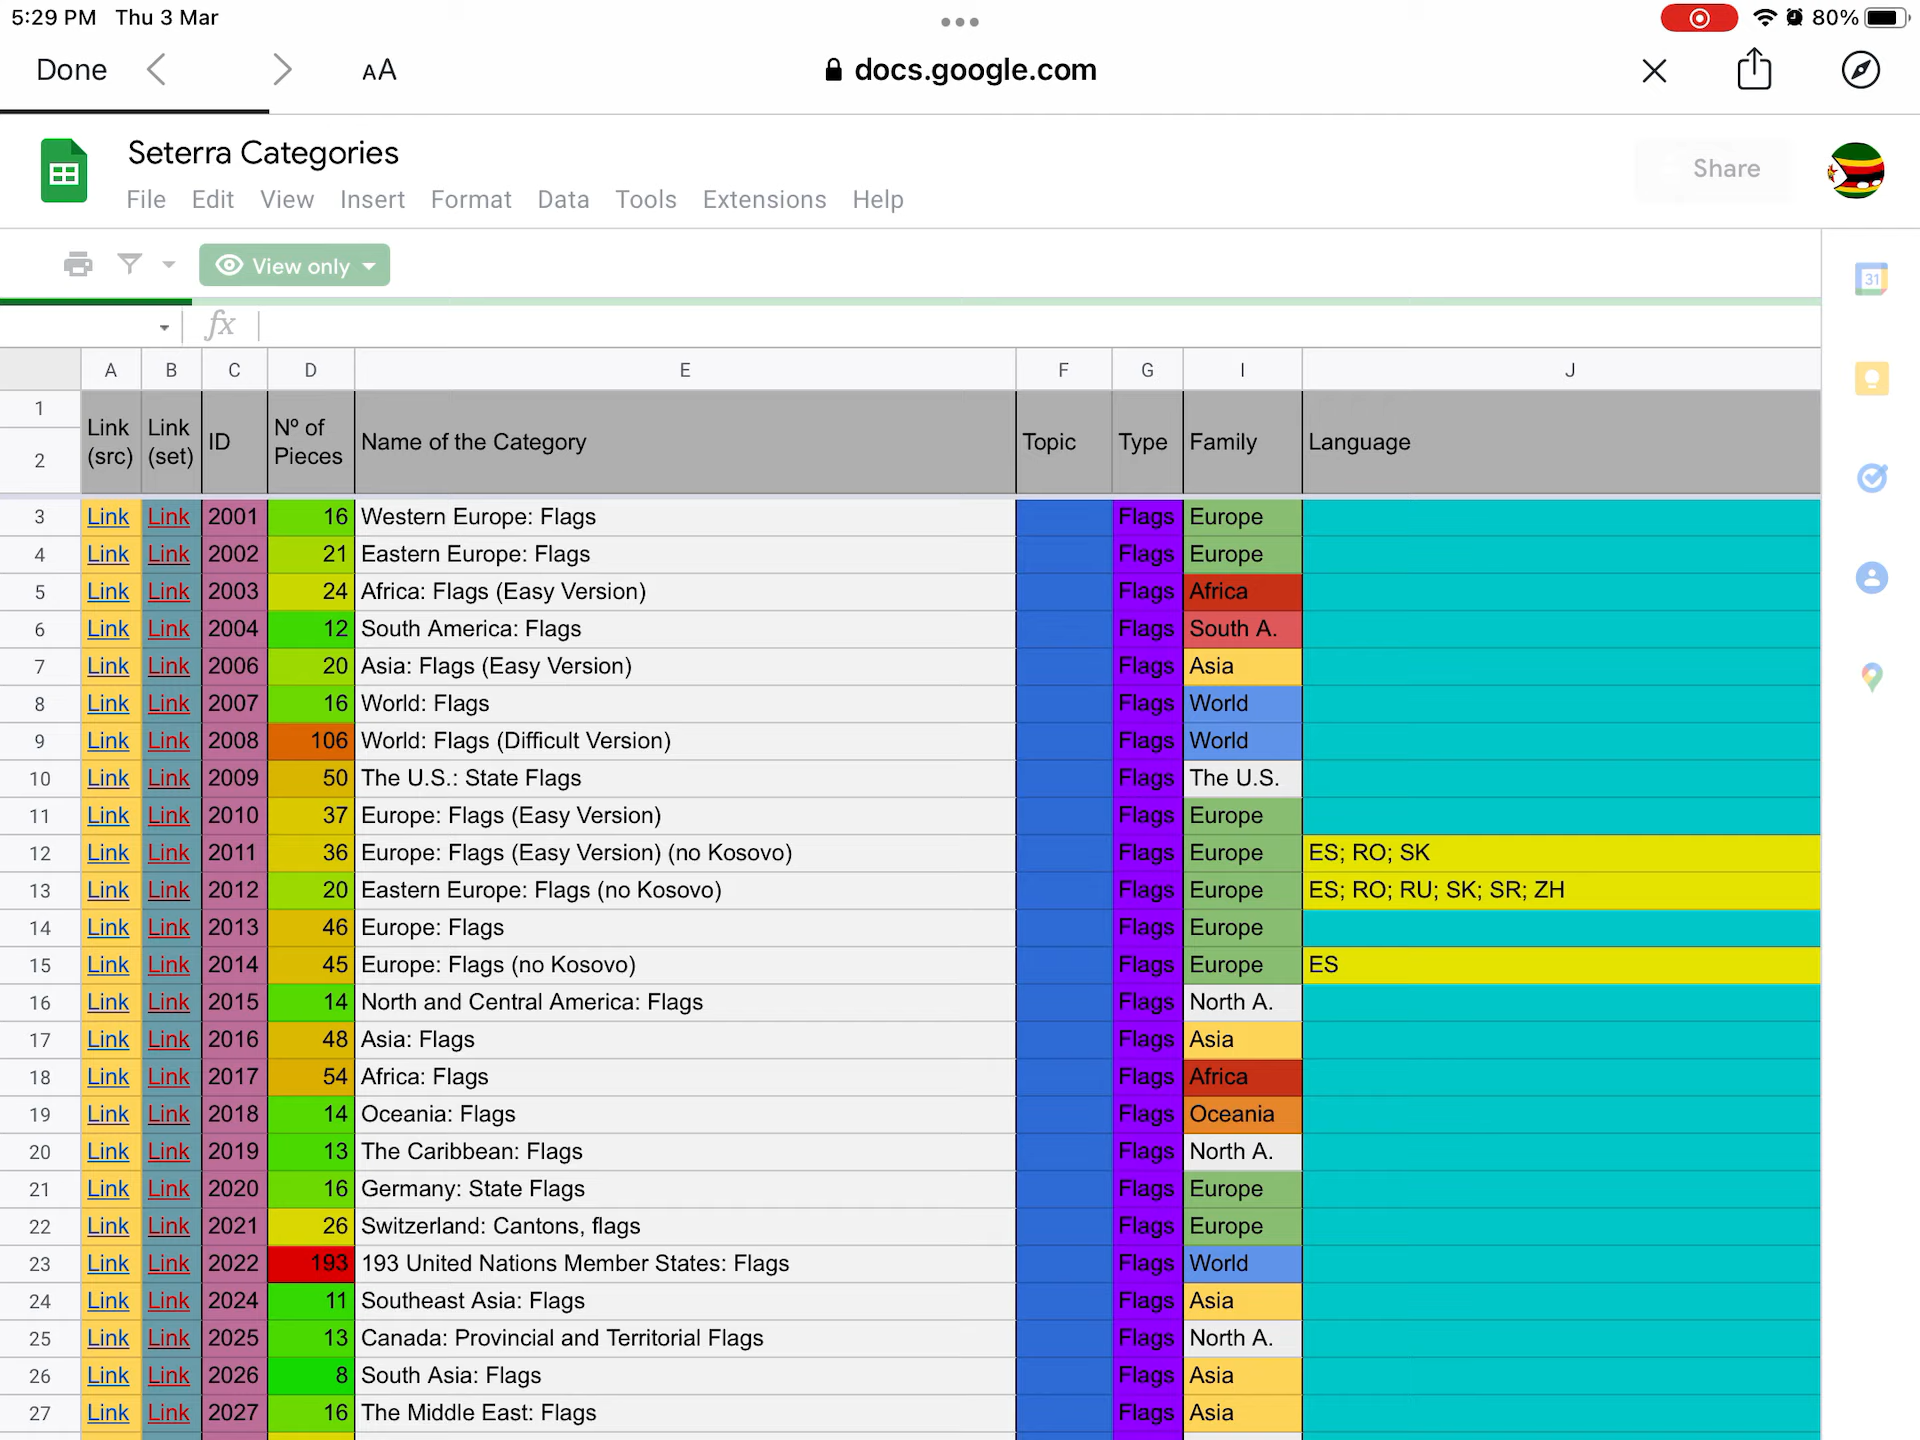 5:29 PM Thu 3 Mar 80%
Done AA docs.google.com
Seterra Categories
File Edit View Insert Format Data Tools Extensions Help Share
View only 31
fx
A B C D E F G I J
1 2 Link (src) Link (set) ID Nº of Pieces Name of the Category Topic Type Family Language
3 Link Link 2001 16 Western Europe: Flags Flags Europe
4 Link Link 2002 21 Eastern Europe: Flags Flags Europe
5 Link Link 2003 24 Africa: Flags (Easy Version) Flags Africa
6 Link Link 2004 12 South America: Flags Flags South A.
7 Link Link 2006 20 Asia: Flags (Easy Version) Flags Asia
8 Link Link 2007 16 World: Flags Flags World
9 Link Link 2008 106 World: Flags (Difficult Version) Flags World
10 Link Link 2009 50 The U.S.: State Flags Flags The U.S.
11 Link Link 2010 37 Europe: Flags (Easy Version) Flags Europe
12 Link Link 2011 36 Europe: Flags (Easy Version) (no Kosovo) Flags Europe ES; RO; SK
13 Link Link 2012 20 Eastern Europe: Flags (no Kosovo) Flags Europe ES; RO; RU; SK; SR; ZH
14 Link Link 2013 46 Europe: Flags Flags Europe
15 Link Link 2014 45 Europe: Flags (no Kosovo) Flags Europe ES
16 Link Link 2015 14 North and Central America: Flags Flags North A.
17 Link Link 2016 48 Asia: Flags Flags Asia
18 Link Link 2017 54 Africa: Flags Flags Africa
19 Link Link 2018 14 Oceania: Flags Flags Oceania
20 Link Link 2019 13 The Caribbean: Flags Flags North A.
21 Link Link 2020 16 Germany: State Flags Flags Europe
22 Link Link 2021 26 Switzerland: Cantons, flags Flags Europe
23 Link Link 2022 193 193 United Nations Member States: Flags Flags World
24 Link Link 2024 11 Southeast Asia: Flags Flags Asia
25 Link Link 2025 13 Canada: Provincial and Territorial Flags Flags North A.
26 Link Link 2026 8 South Asia: Flags Flags Asia
27 Link Link 2027 16 The Middle East: Flags Flags Asia